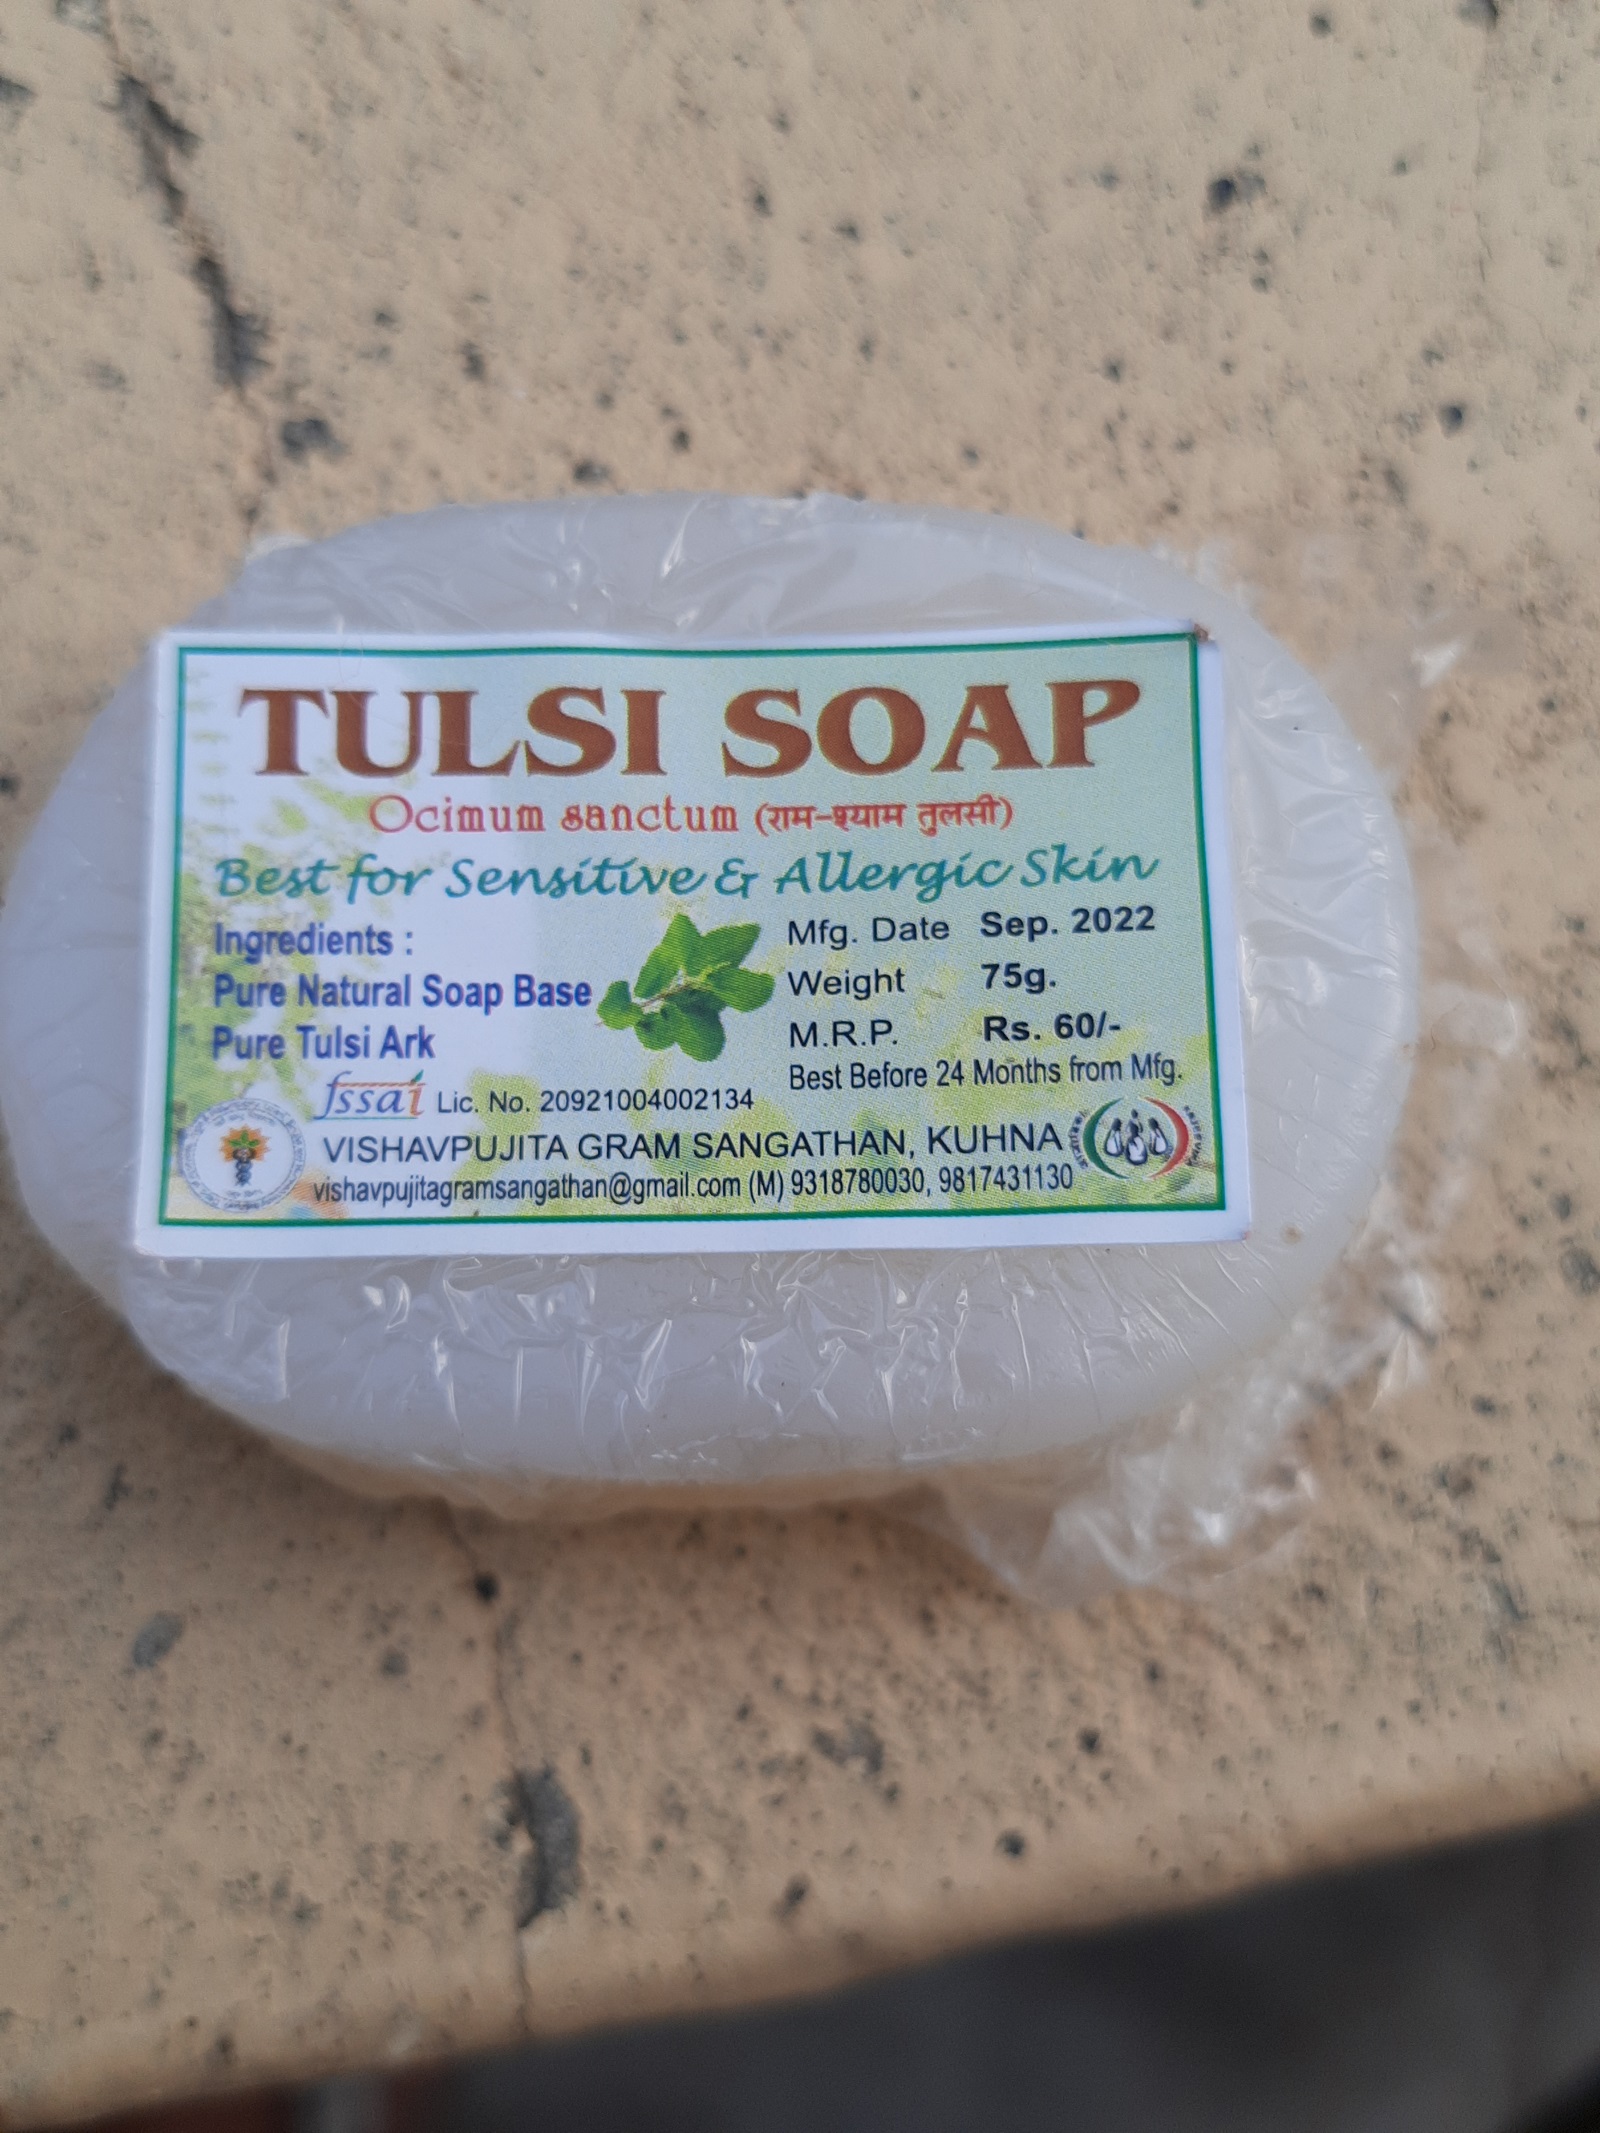 TULSI SOAP
Ocimum sanctum (राम-श्याम तुलसी)
Best for Sensitive & Allergic Skin
Ingredients :
Pure Natural Soap Base
Pure Tulsi Ark
Mfg. Date Sep. 2022
Weight 75g.
M.R.P. Rs. 60/-
Best Before 24 Months from Mfg.
fssai Lic. No. 20921004002134
VISHAVPUJITA GRAM SANGATHAN, KUHNA
vishavpujitagramsangathan@gmail.com (M) 9318780030, 9817431130